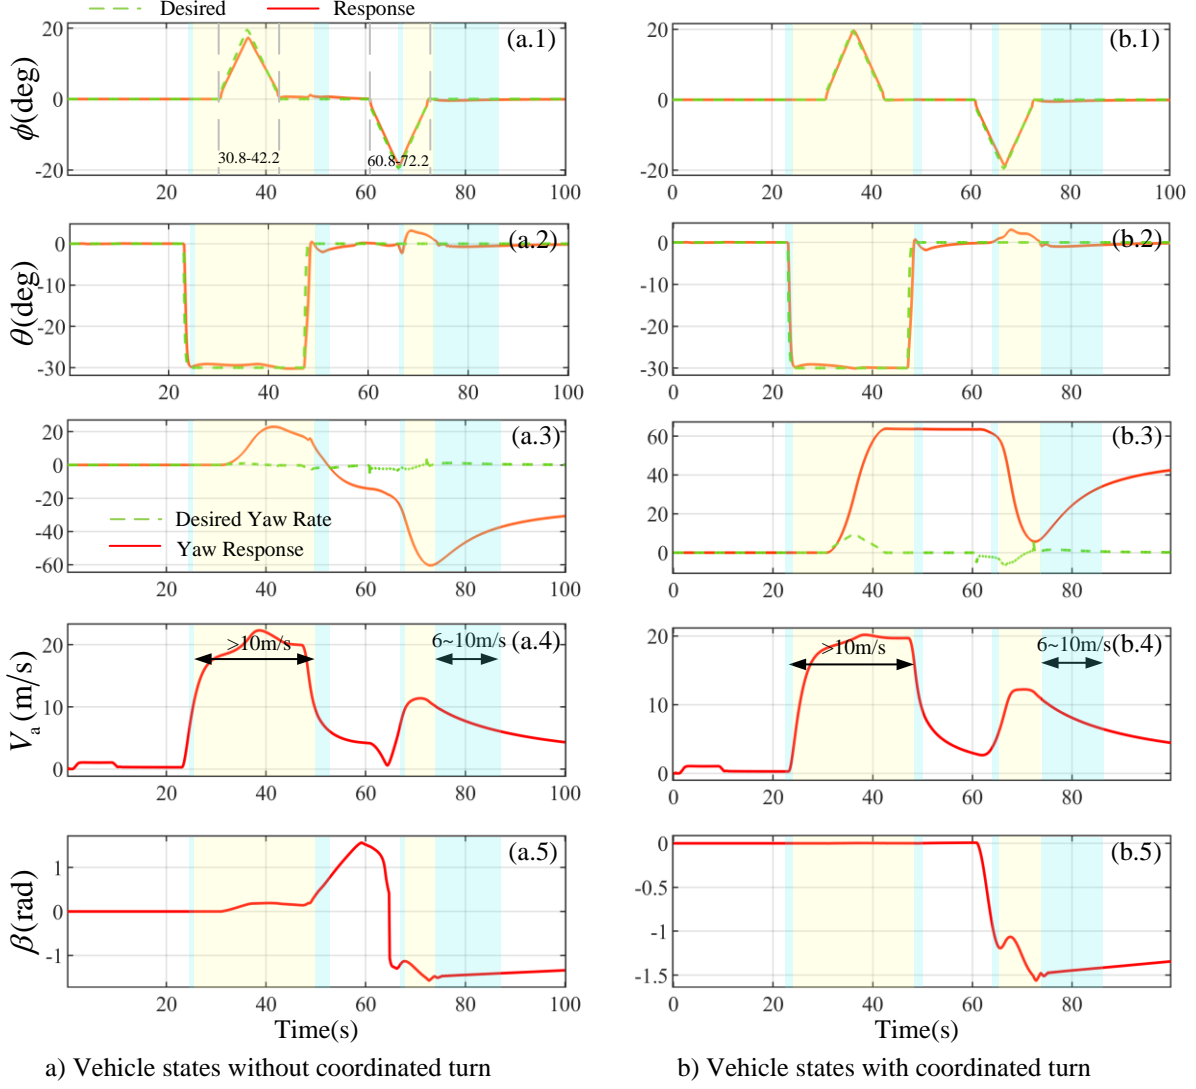 Desired Response
20
0
-20
ϕ(deg)
(a.1)
30.8-42.2
60.8-72.2
20 40 60 80 100
20
0
-20
(b.1)
0 20 40 60 80 100
0
-10
-20
-30
θ(deg)
(a.2)
20 40 60 80 100
0
-10
-20
-30
(b.2)
0 20 40 60 80 100
20
0
-20
-40
-60
(a.3)
Desired Yaw Rate
Yaw Response
20 40 60 80 100
60
40
20
0
(b.3)
0 20 40 60 80
20
10
0
Va(m/s)
>10m/s
6~10m/s
(a.4)
20 40 60 80 100
20
10
0
>10m/s
6~10m/s
(b.4)
0 20 40 60 80
1
0
-1
β(rad)
(a.5)
20 40 60 80 100
Time(s)
0
-0.5
-1
-1.5
(b.5)
0 20 40 60 80
Time(s)
a) Vehicle states without coordinated turn
b) Vehicle states with coordinated turn